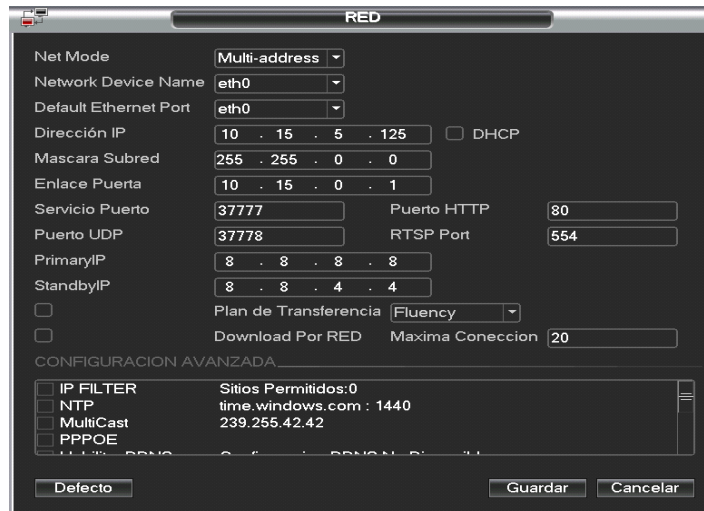 RED
Net Mode Multi-address
Network Device Name eth0
Default Ethernet Port eth0
Dirección IP 10 . 15 . 5 . 125 DHCP
Mascara Subred 255 . 255 . 0 . 0
Enlace Puerta 10 . 15 . 0 . 1
Servicio Puerto 37777 Puerto HTTP 80
Puerto UDP 37778 RTSP Port 554
PrimaryIP 8 . 8 . 8 . 8
StandbyIP 8 . 8 . 4 . 4
Plan de Transferencia Fluency
Download Por RED Maxima Coneccion 20
CONFIGURACION AVANZADA
IP FILTER Sitios Permitidos:0
NTP time.windows.com : 1440
MultiCast 239.255.42.42
PPPOE
Defecto Guardar Cancelar